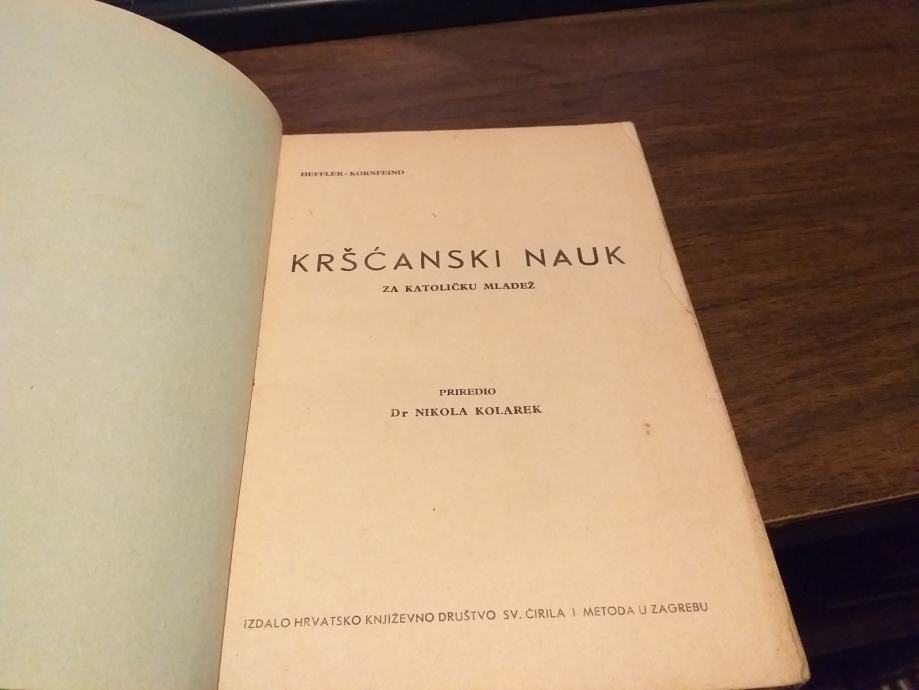 HEFFLER-KORNFEIND
KRŠĆANSKI NAUK
ZA KATOLIČKU MLADEŽ
PRIREDIO
Dr NIKOLA KOLAREK
IZDALO HRVATSKO KNJIŽEVNO DRUŠTVO SV. ĆIRILA I METODA U ZAGREBU